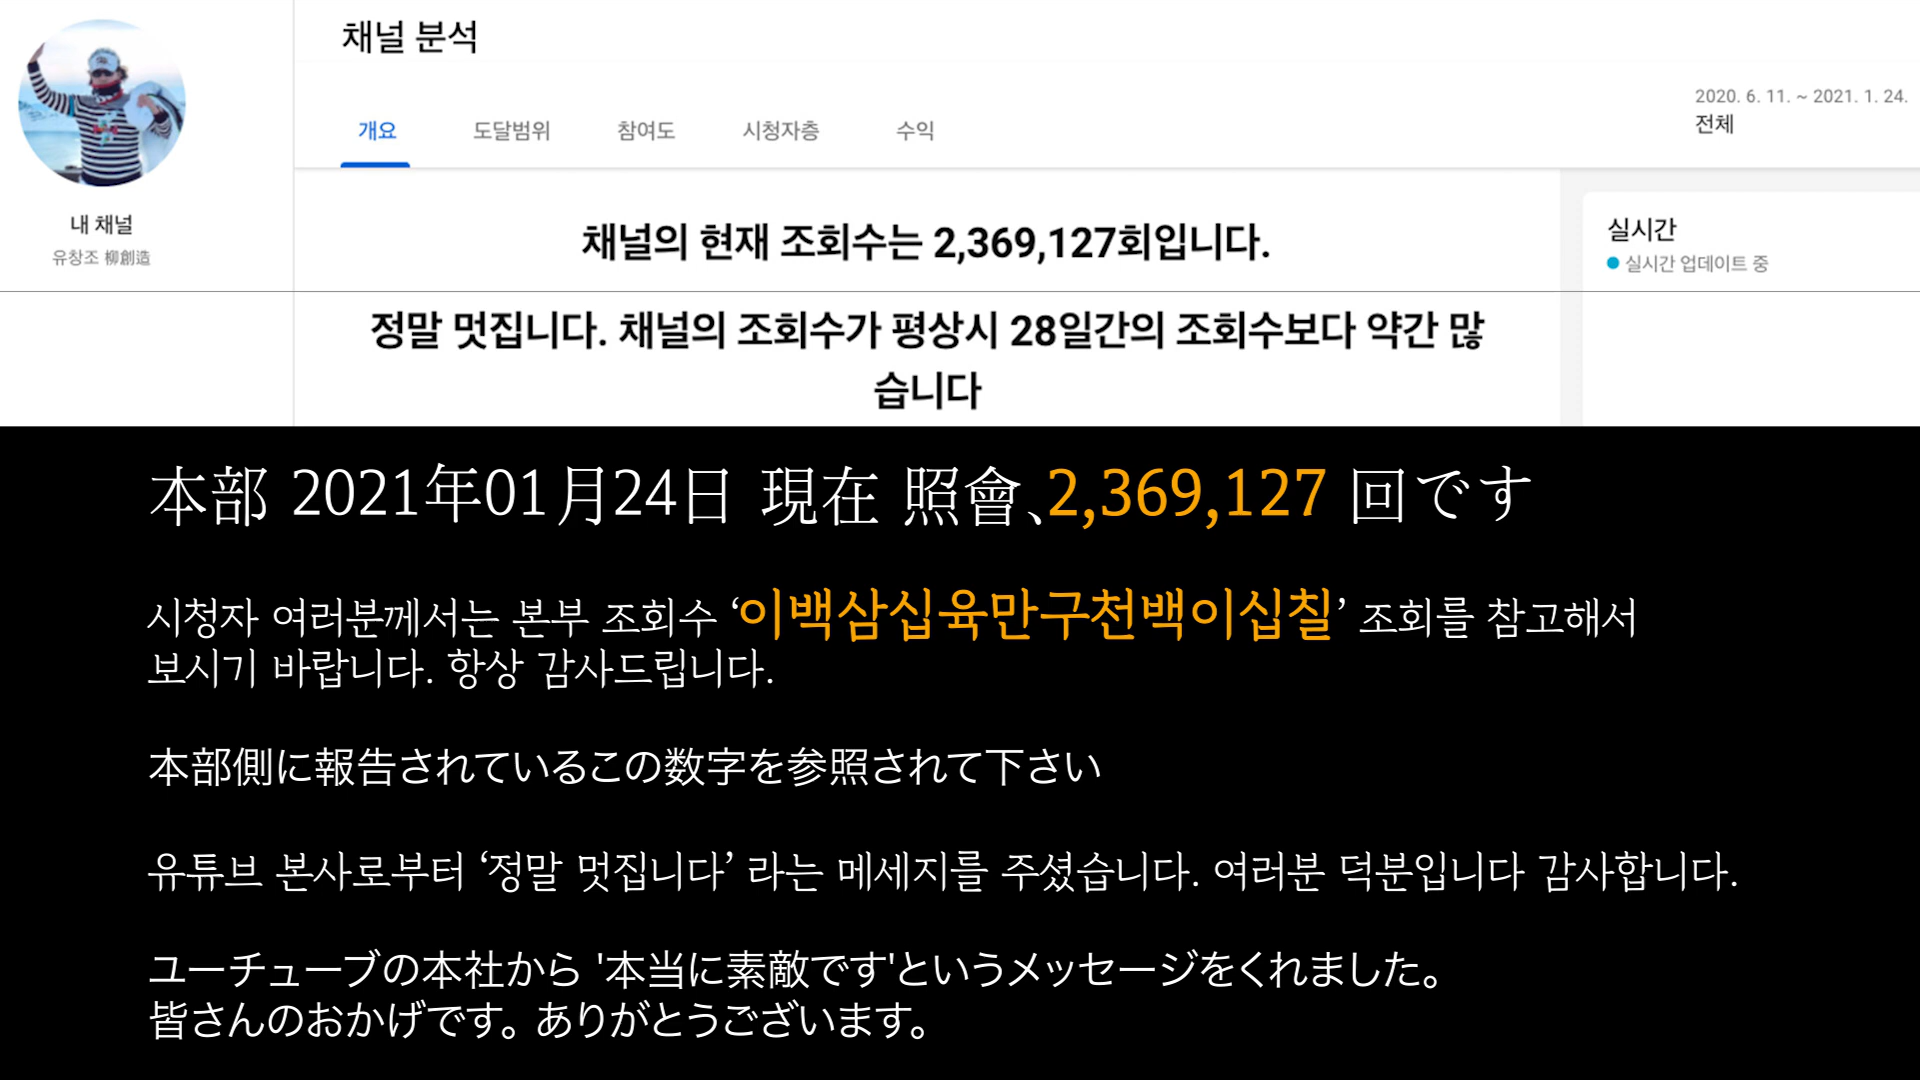 채널 분석
2020. 6. 11. ~ 2021. 1. 24.
전체
개요 도달범위 참여도 시청자층 수익
내 채널
유창조 柳創造
채널의 현재 조회수는 2,369,127회입니다.
실시간
실시간 업데이트 중
정말 멋집니다. 채널의 조회수가 평상시 28일간의 조회수보다 약간 많
습니다
本部 2021年01月24日 現在 照會、2,369,127 回です
시청자 여러분께서는 본부 조회수 ‘이백삼십육만구천백이십칠’ 조회를 참고해서
보시기 바랍니다. 항상 감사드립니다.
本部側に報告されているこの数字を参照されて下さい
유튜브 본사로부터 ‘정말 멋집니다’ 라는 메세지를 주셨습니다. 여러분 덕분입니다 감사합니다.
ユーチューブの本社から '本当に素敵です'というメッセージをくれました。
皆さんのおかげです。ありがとうございます。